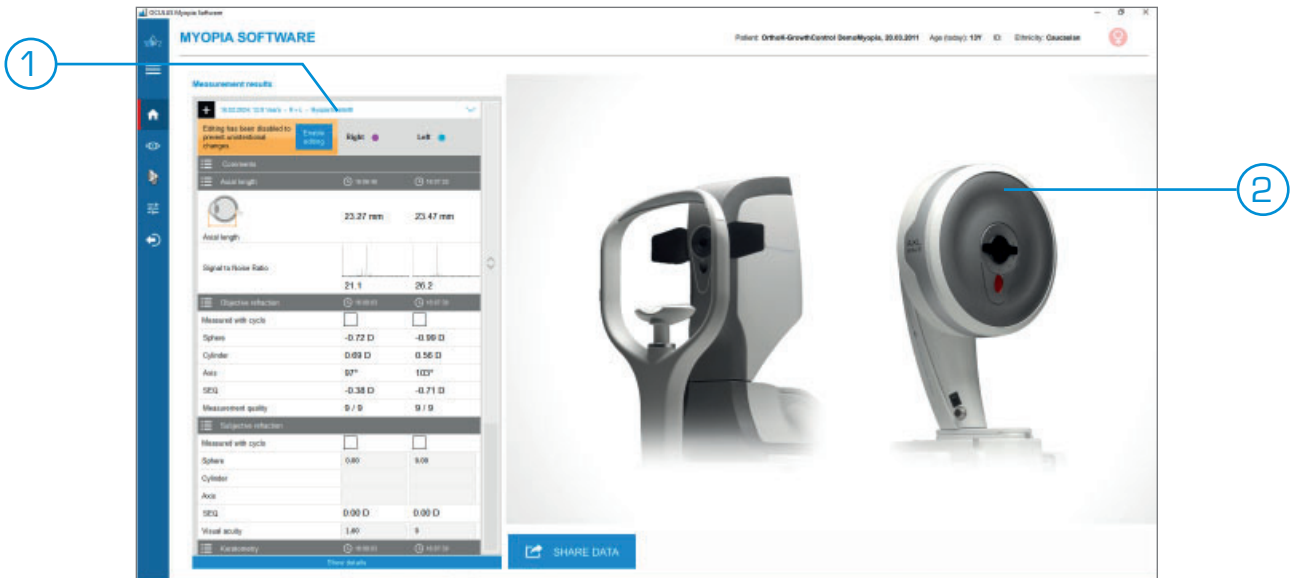 OCULUS Myopia Software
MYOPIA SOFTWARE
Patient: OrthoK-GrowthControl DemoMyopia, 20.03.2011 Age (today): 13Y ID: Ethnicity: Caucasian
1
Measurement results
Editing has been disabled to prevent unintentional changes
Enable editing
Right Left
Comments
Axial length
23.27 mm 23.47 mm
Axial length
Signal to Noise Ratio
21.1 26.2
Objective refraction
Measured with cyclo
Sphere -0.72 D -0.99 D
Cylinder 0.69 D 0.56 D
Axis 97° 103°
SEQ -0.38 D -0.71 D
Measurement quality 9 / 9 9 / 9
Subjective refraction
Measured with cyclo
Sphere
Cylinder
Axis
SEQ 0.00 D 0.00 D
Visual acuity
Keratometry
Show details
AXL
2
SHARE DATA